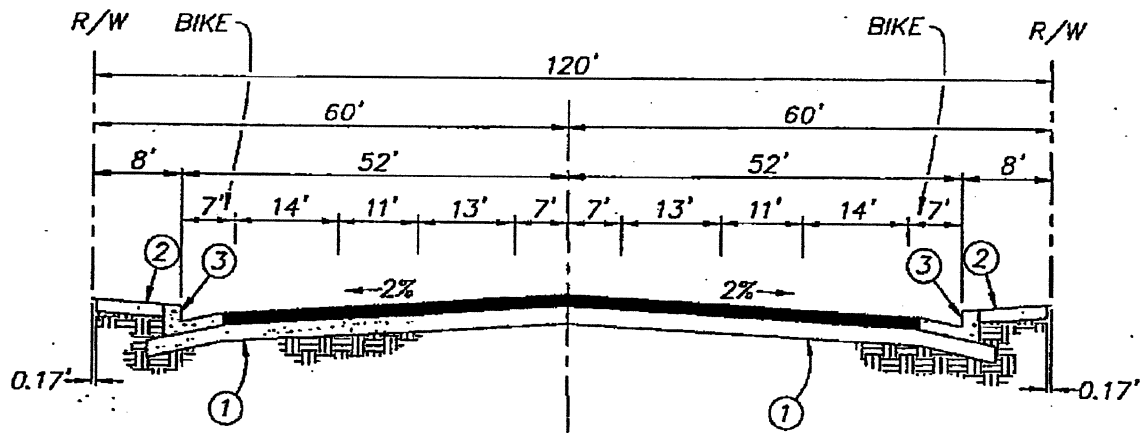 R/W BIKE BIKE R/W
120'
60' 60'
8' 52' 52' 8'
7' 14' 11' 13' 7' 7' 13' 11' 14' 7'
2 3 3 2
2% 2%
0.17' 0.17'
1 1